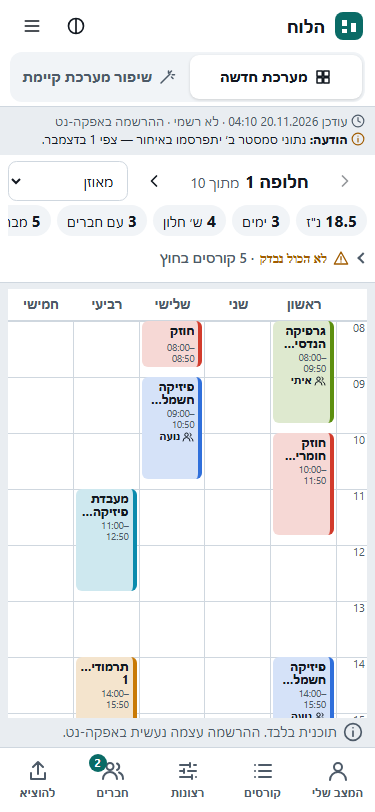 הלוח
מערכת חדשה
שיפור מערכת קיימת
עודכן 20.11.2026 04:10 · לא רשמי · ההרשמה באפקה-נט
הודעה: נתוני סמסטר ב׳ יתפרסמו באיחור — צפי 1 בדצמבר.
חלופה 1 מתוך 10
מאוזן
18.5 נ"ז
3 ימים
4 ש׳ חלון
3 עם חברים
5 מבח
לא הכול נבדק · 5 קורסים בחוץ
ראשון
שני
שלישי
רביעי
חמישי
08
09
10
11
12
13
14
גרפיקה
הנדסי...
08:00–
09:50
איתי
חוזק
חומרי...
10:00–
11:50
פיזיקה
חשמל...
14:00–
15:50
נועה
חוזק
08:00–
08:50
פיזיקה
חשמל...
09:00–
10:50
נועה
מעבדת
פיזיקה...
11:00–
12:50
תרמודי...
1
14:00–
15:50
תוכנית בלבד. ההרשמה עצמה נעשית באפקה-נט.
המצב שלי
קורסים
רצונות
חברים
2
להוציא